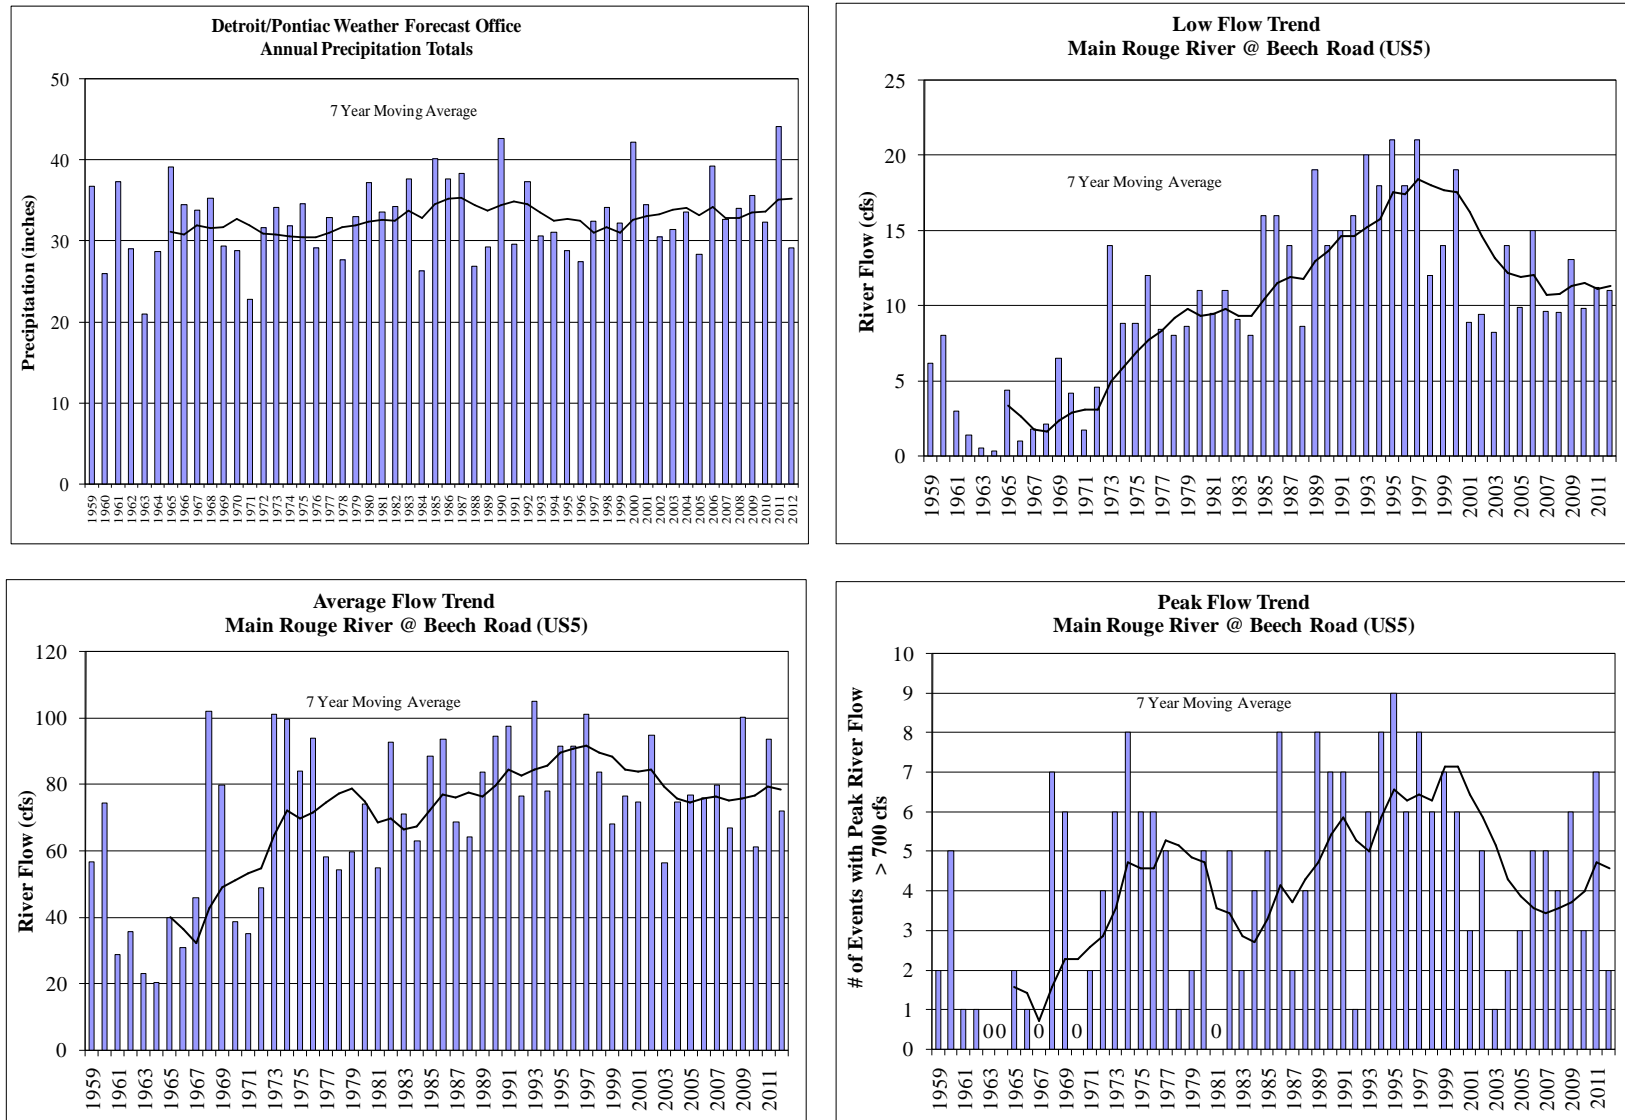 Detroit/Pontiac Weather Forecast Office
Annual Precipitation Totals
7 Year Moving Average
Precipitation (inches)
50
40
30
20
10
0
1959 1960 1961 1962 1963 1964 1965 1966 1967 1968 1969 1970 1971 1972 1973 1974 1975 1976 1977 1978 1979 1980 1981 1982 1983 1984 1985 1986 1987 1988 1989 1990 1991 1992 1993 1994 1995 1996 1997 1998 1999 2000 2001 2002 2003 2004 2005 2006 2007 2008 2009 2010 2011 2012
Low Flow Trend
Main Rouge River @ Beech Road (US5)
7 Year Moving Average
River Flow (cfs)
25
20
15
10
5
0
1959 1961 1963 1965 1967 1969 1971 1973 1975 1977 1979 1981 1983 1985 1987 1989 1991 1993 1995 1997 1999 2001 2003 2005 2007 2009 2011
Average Flow Trend
Main Rouge River @ Beech Road (US5)
7 Year Moving Average
River Flow (cfs)
120
100
80
60
40
20
0
1959 1961 1963 1965 1967 1969 1971 1973 1975 1977 1979 1981 1983 1985 1987 1989 1991 1993 1995 1997 1999 2001 2003 2005 2007 2009 2011
Peak Flow Trend
Main Rouge River @ Beech Road (US5)
7 Year Moving Average
# of Events with Peak River Flow
> 700 cfs
10
9
8
7
6
5
4
3
2
1
0
0 0 0 0 0
1959 1961 1963 1965 1967 1969 1971 1973 1975 1977 1979 1981 1983 1985 1987 1989 1991 1993 1995 1997 1999 2001 2003 2005 2007 2009 2011